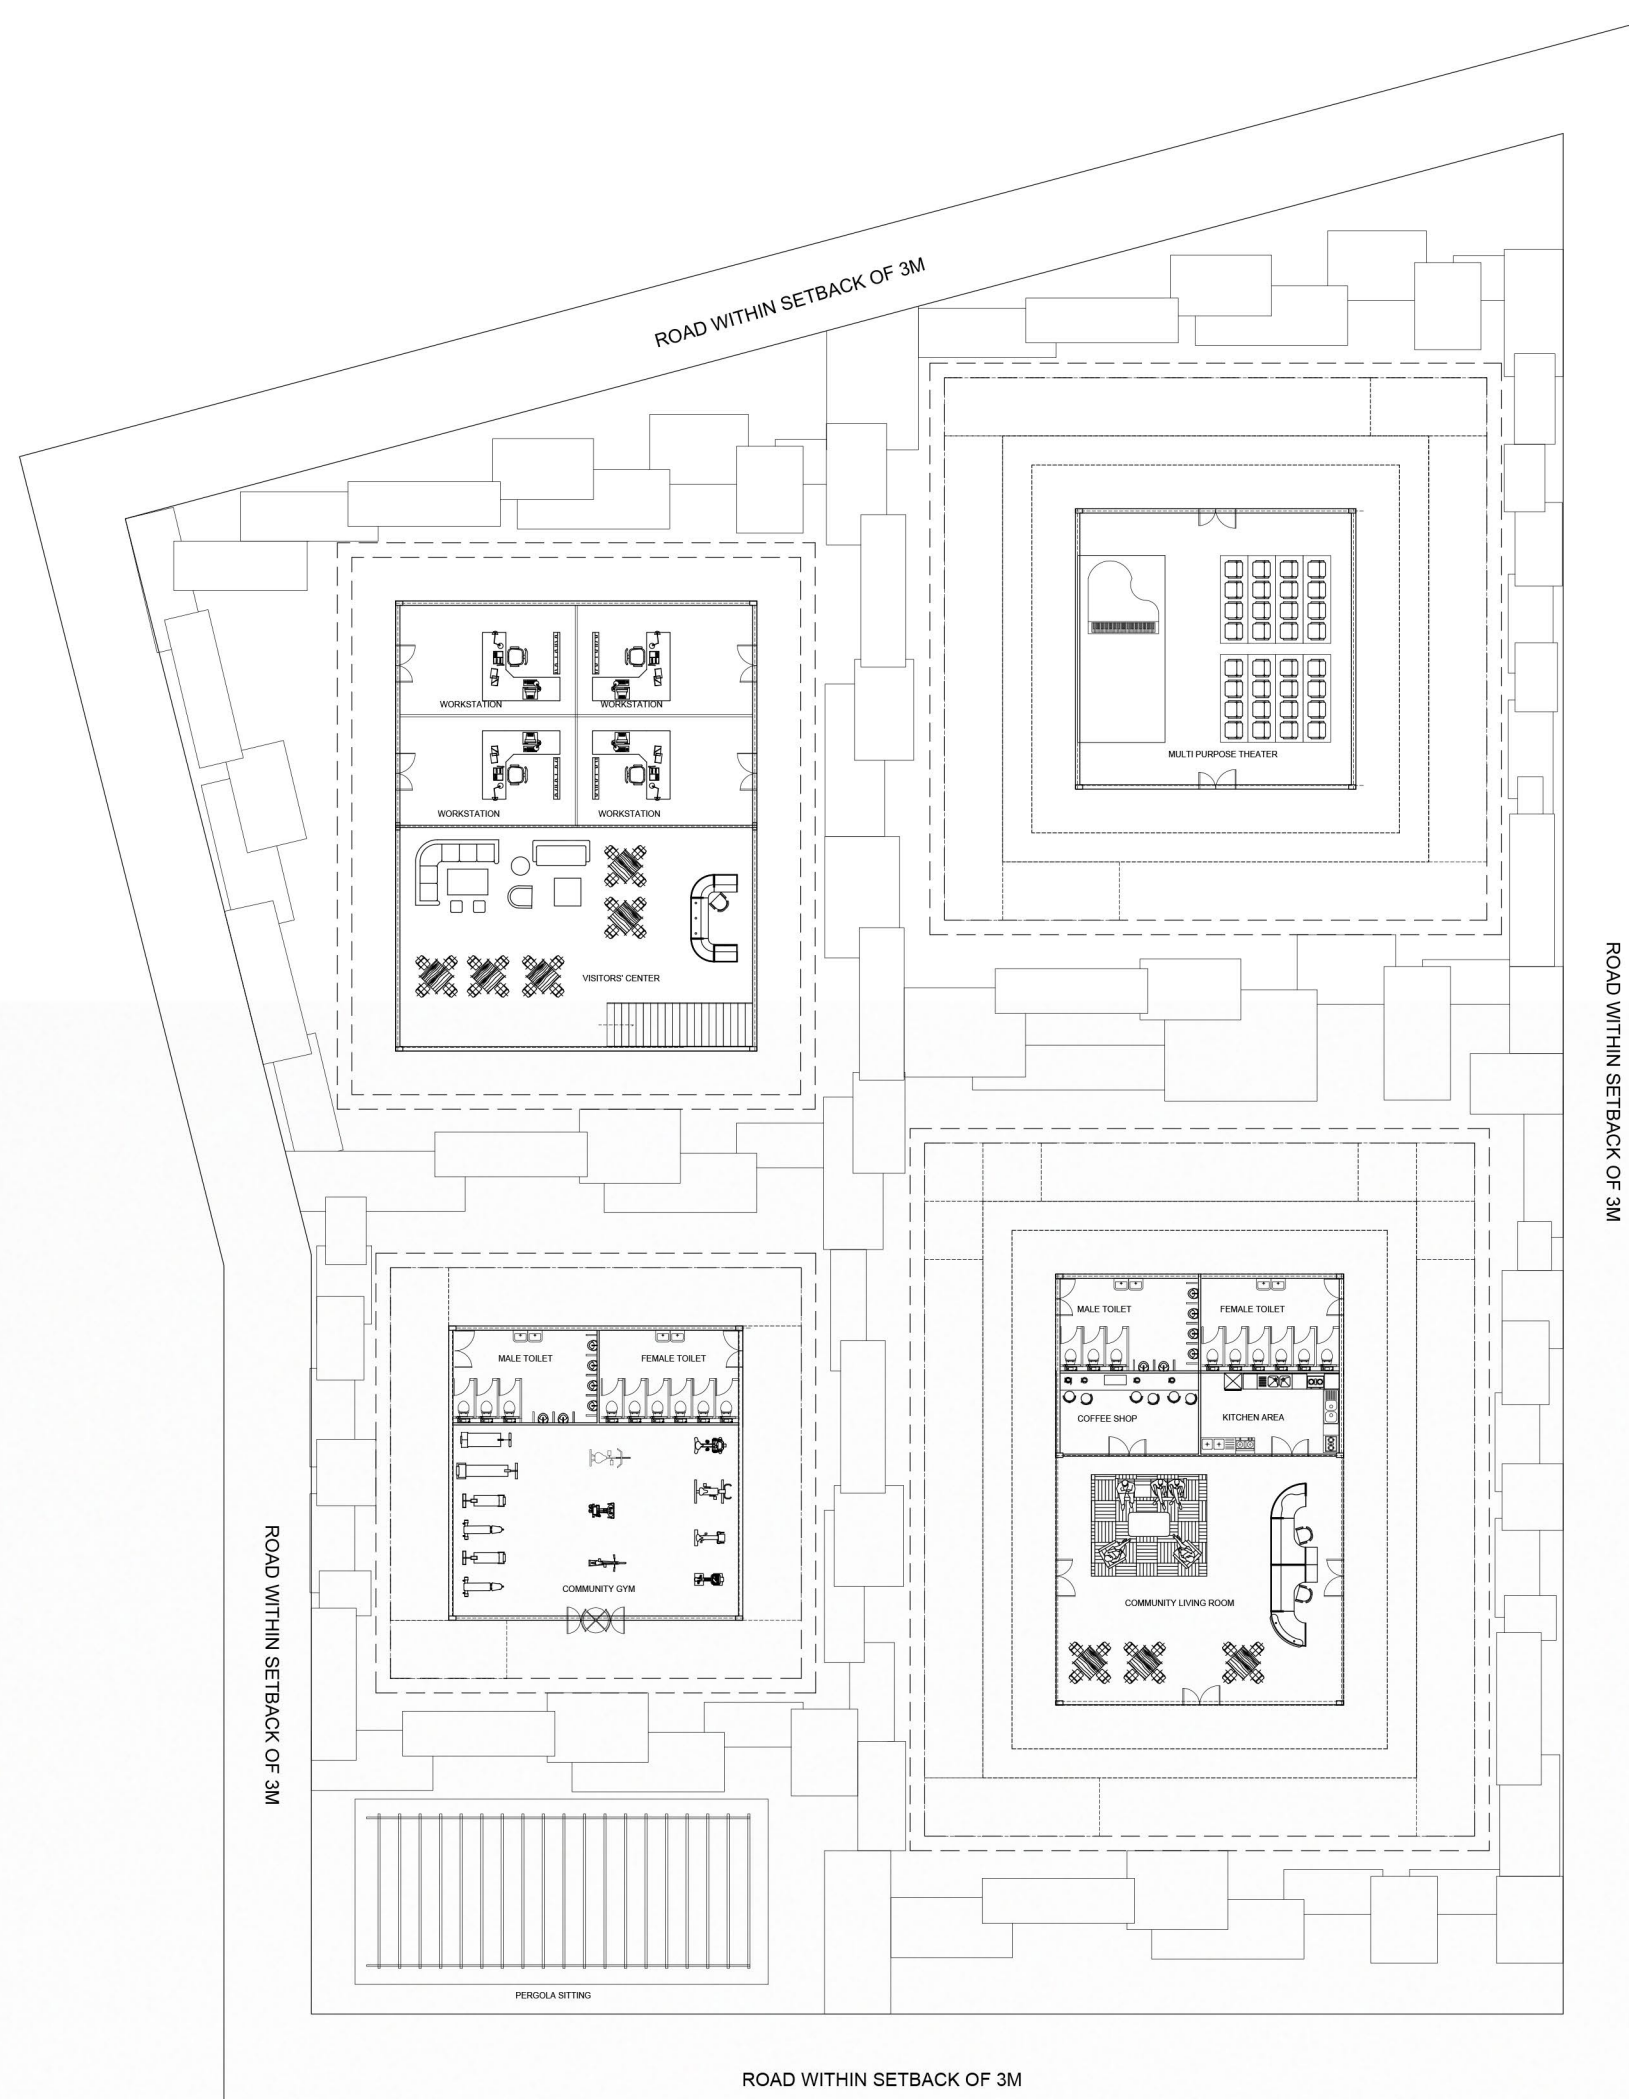 ROAD WITHIN SETBACK OF 3M
WORKSTATION
WORKSTATION
MULTI PURPOSE THEATER
WORKSTATION
WORKSTATION
VISITORS' CENTER
ROAD WITHIN SETBACK OF 3M
MALE TOILET
FEMALE TOILET
MALE TOILET
FEMALE TOILET
COFFEE SHOP
KITCHEN AREA
COMMUNITY GYM
COMMUNITY LIVING ROOM
ROAD WITHIN SETBACK OF 3M
PERGOLA SITTING
ROAD WITHIN SETBACK OF 3M